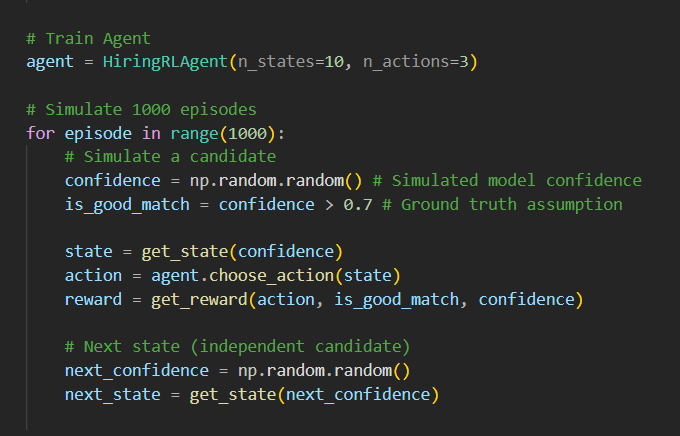 # Train Agent
agent = HiringRLAgent(n_states=10, n_actions=3)
# Simulate 1000 episodes
for episode in range(1000):
# Simulate a candidate
confidence = np.random.random() # Simulated model confidence
is_good_match = confidence > 0.7 # Ground truth assumption
state = get_state(confidence)
action = agent.choose_action(state)
reward = get_reward(action, is_good_match, confidence)
# Next state (independent candidate)
next_confidence = np.random.random()
next_state = get_state(next_confidence)